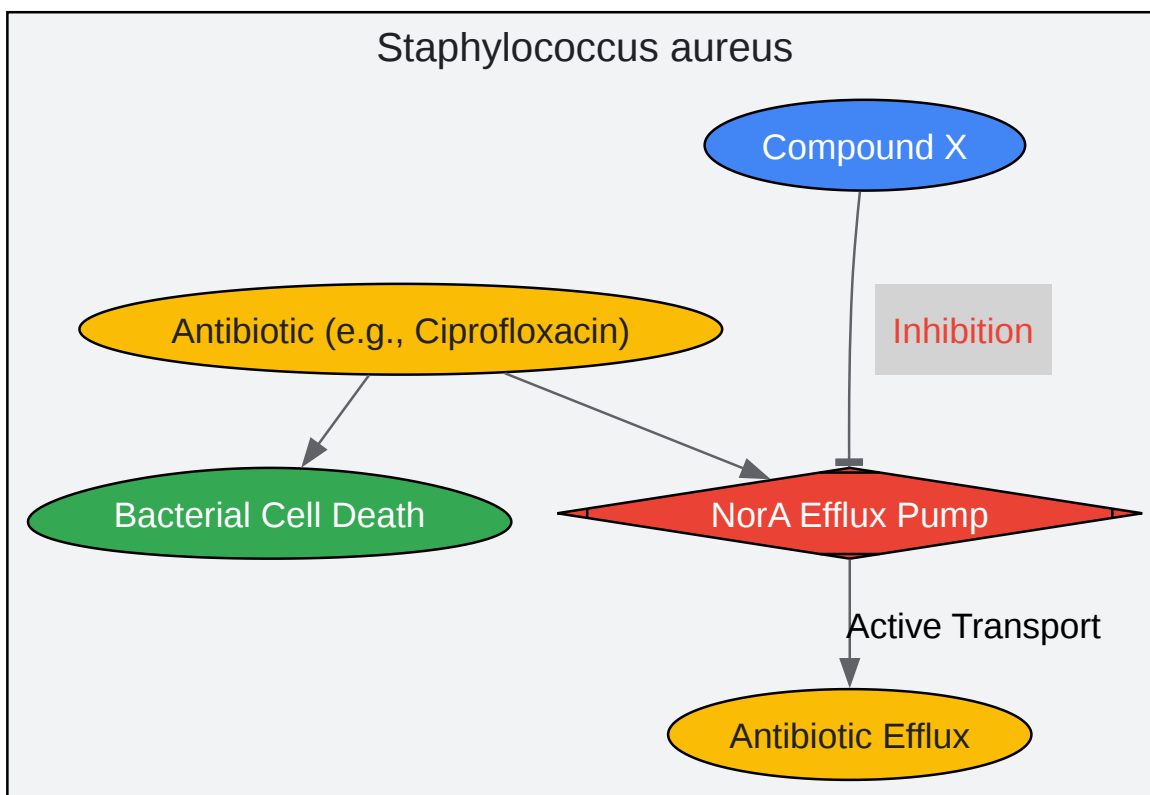 Staphylococcus aureus
Compound X
Antibiotic (e.g., Ciprofloxacin)
Inhibition
Bacterial Cell Death
NorA Efflux Pump
Active Transport
Antibiotic Efflux